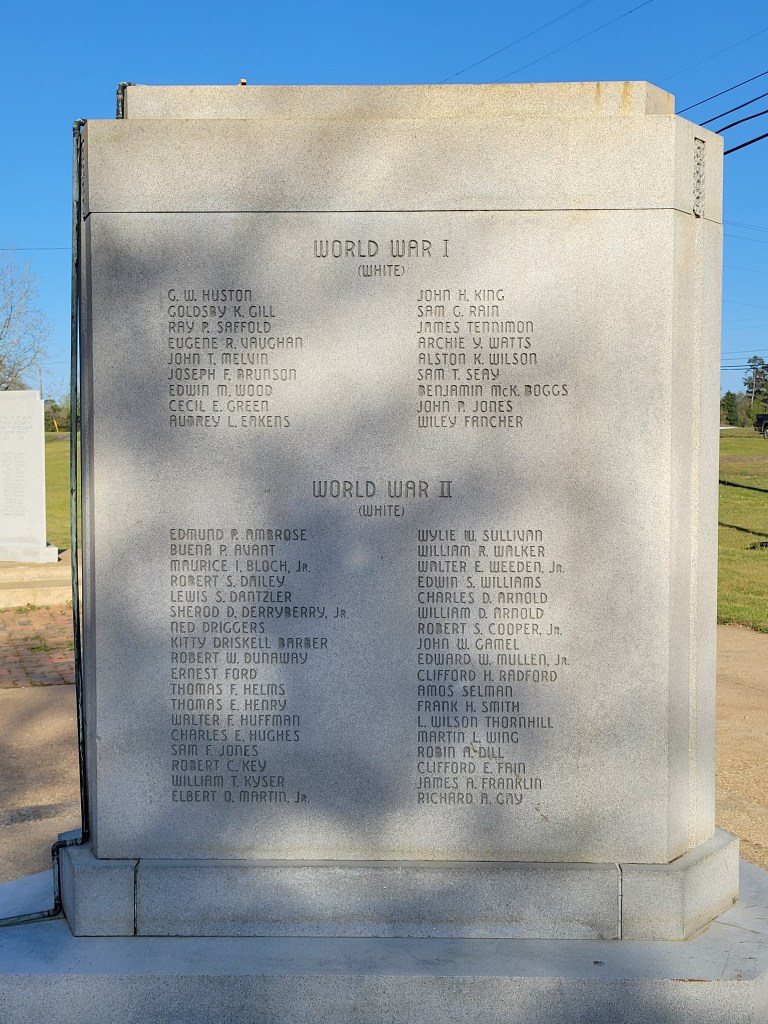 WORLD WAR I
(WHITE)
G. W. HUSTON
GOLDSBY K. GILL
RAY P. SAFFOLD
EUGENE R. VAUGHAN
JOHN T. MELVIN
JOSEPH F. BRUNSON
EDWIN M. WOOD
CECIL E. GREEN
AUBREY L. EAKENS
JOHN H. KING
SAM G. RAIN
JAMES TENNIMON
ARCHIE Y. WATTS
ALSTON K. WILSON
SAM T. SEAY
BENJAMIN McK. BOGGS
JOHN P. JONES
WILEY FANCHER
WORLD WAR II
(WHITE)
EDMUND P. AMBROSE
BUENA P. AVANT
MAURICE I. BLOCH, Jr.
ROBERT S. DAILEY
LEWIS S. DANTZLER
SHEROD D. DERRYBERRY, Jr.
NED DRIGGERS
KITTY DRISKELL BARBER
ROBERT W. DUNAWAY
ERNEST FORD
THOMAS F. HELMS
THOMAS E. HENRY
WALTER F. HUFFMAN
CHARLES E. HUGHES
SAM F. JONES
ROBERT C. KEY
WILLIAM T. KYSER
ELBERT O. MARTIN, Jr.
WYLIE W. SULLIVAN
WILLIAM R. WALKER
WALTER E. WEEDEN, Jr.
EDWIN S. WILLIAMS
CHARLES D. ARNOLD
WILLIAM D. ARNOLD
ROBERT S. COOPER, Jr.
JOHN W. GAMEL
EDWARD W. MULLEN, Jr.
CLIFFORD H. RADFORD
AMOS SELMAN
FRANK H. SMITH
L. WILSON THORNHILL
MARTIN L. WING
ROBIN A. DILL
CLIFFORD E. FAIN
JAMES A. FRANKLIN
RICHARD A. GAY